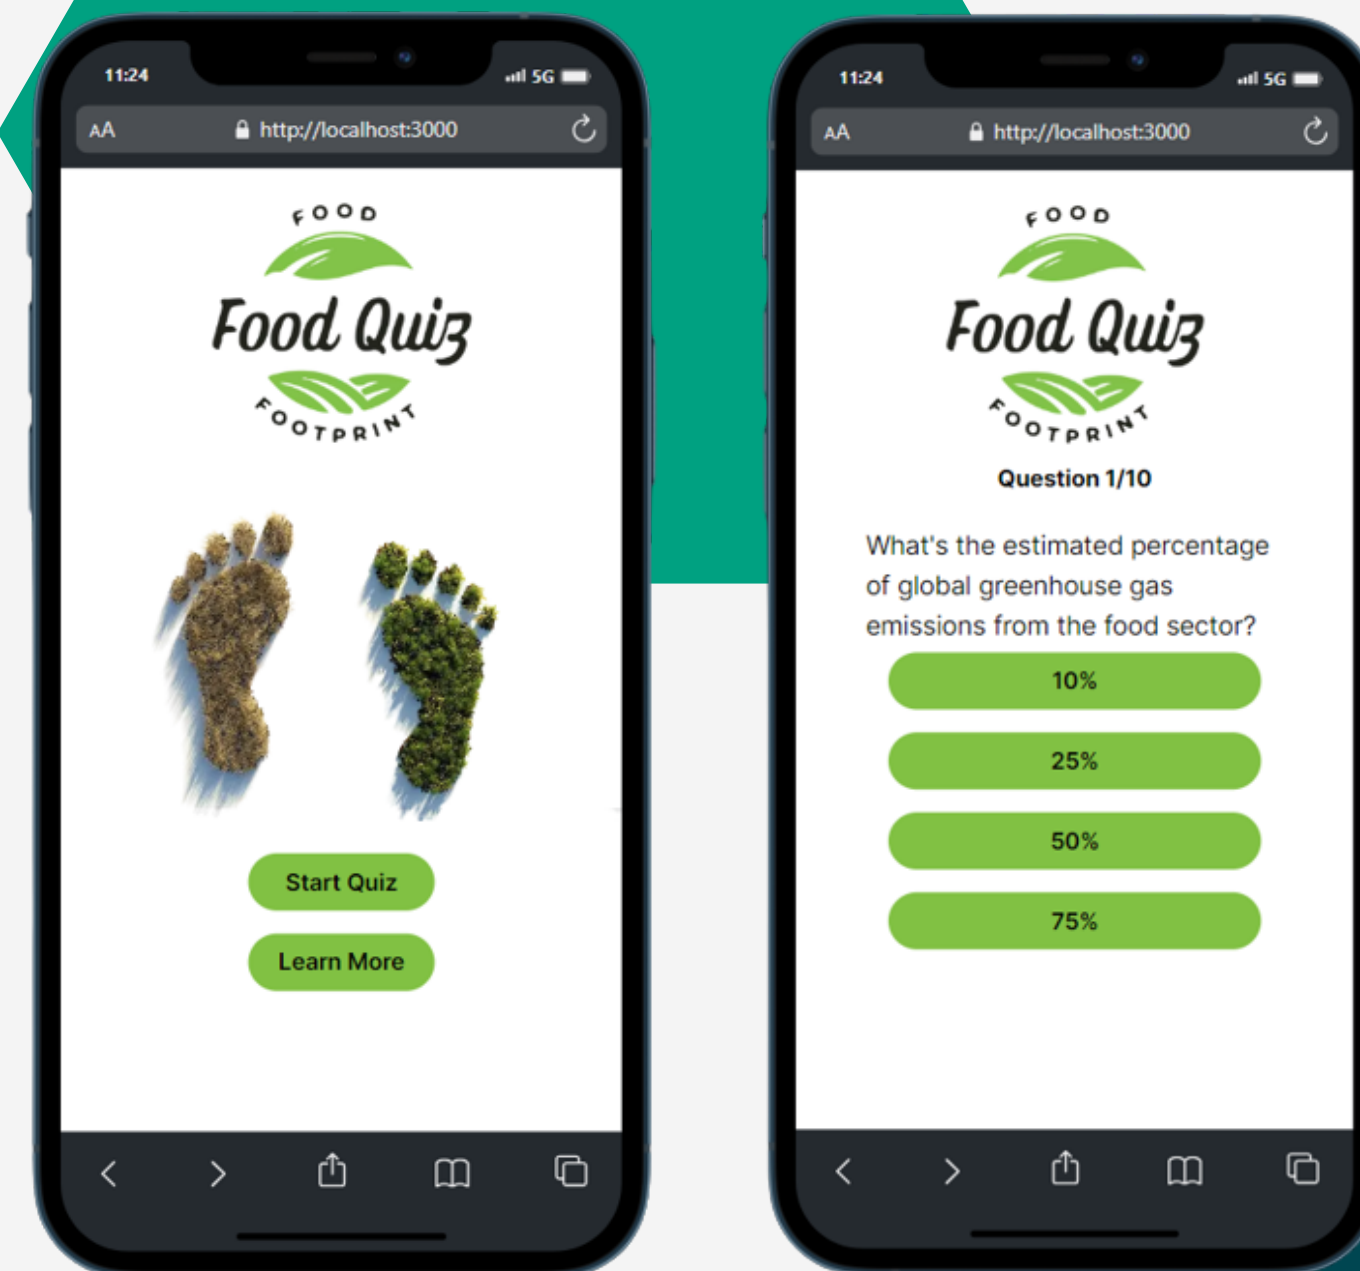 11:24
5G
AA
http://localhost:3000
FOOD
Food Quiz
FOOTPRINT
Start Quiz
Learn More
11:24
5G
AA
http://localhost:3000
FOOD
Food Quiz
FOOTPRINT
Question 1/10
What's the estimated percentage
of global greenhouse gas
emissions from the food sector?
10%
25%
50%
75%